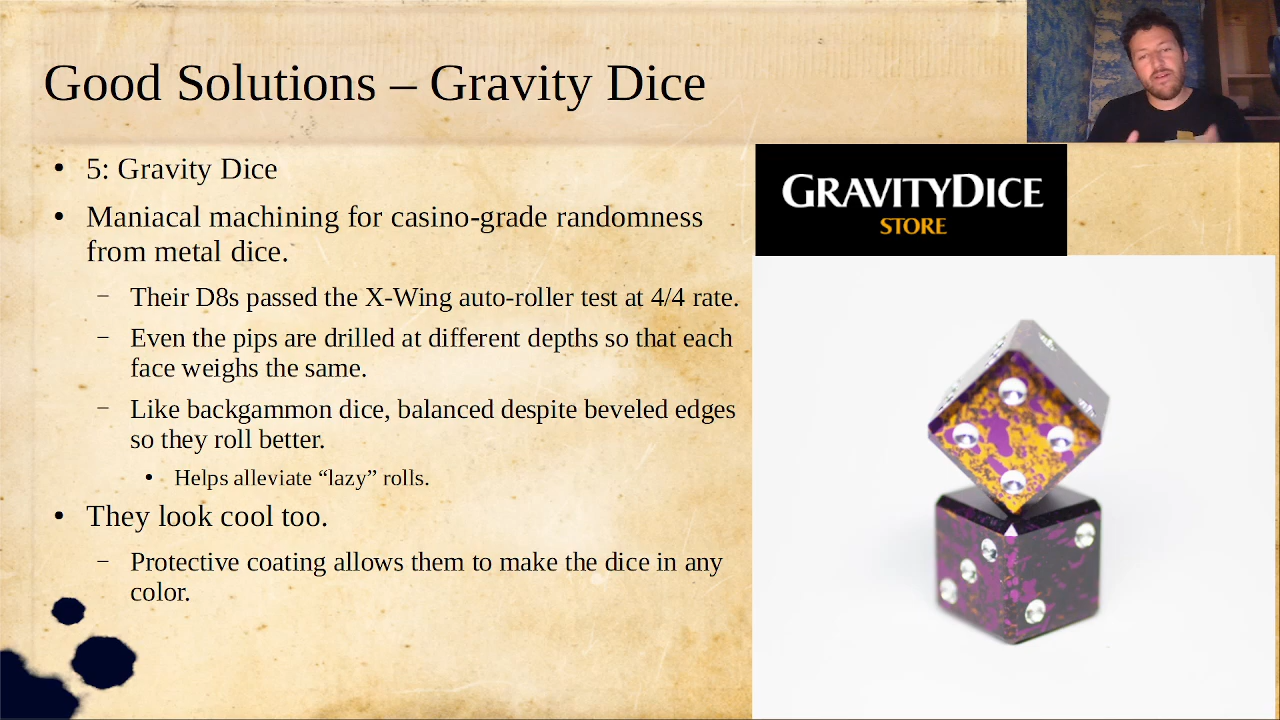 Good Solutions – Gravity Dice
• 5: Gravity Dice
• Maniacal machining for casino-grade randomness
from metal dice.
– Their D8s passed the X-Wing auto-roller test at 4/4 rate.
– Even the pips are drilled at different depths so that each
face weighs the same.
– Like backgammon dice, balanced despite beveled edges
so they roll better.
• Helps alleviate “lazy” rolls.
• They look cool too.
– Protective coating allows them to make the dice in any
color.
GRAVITYDICE
STORE